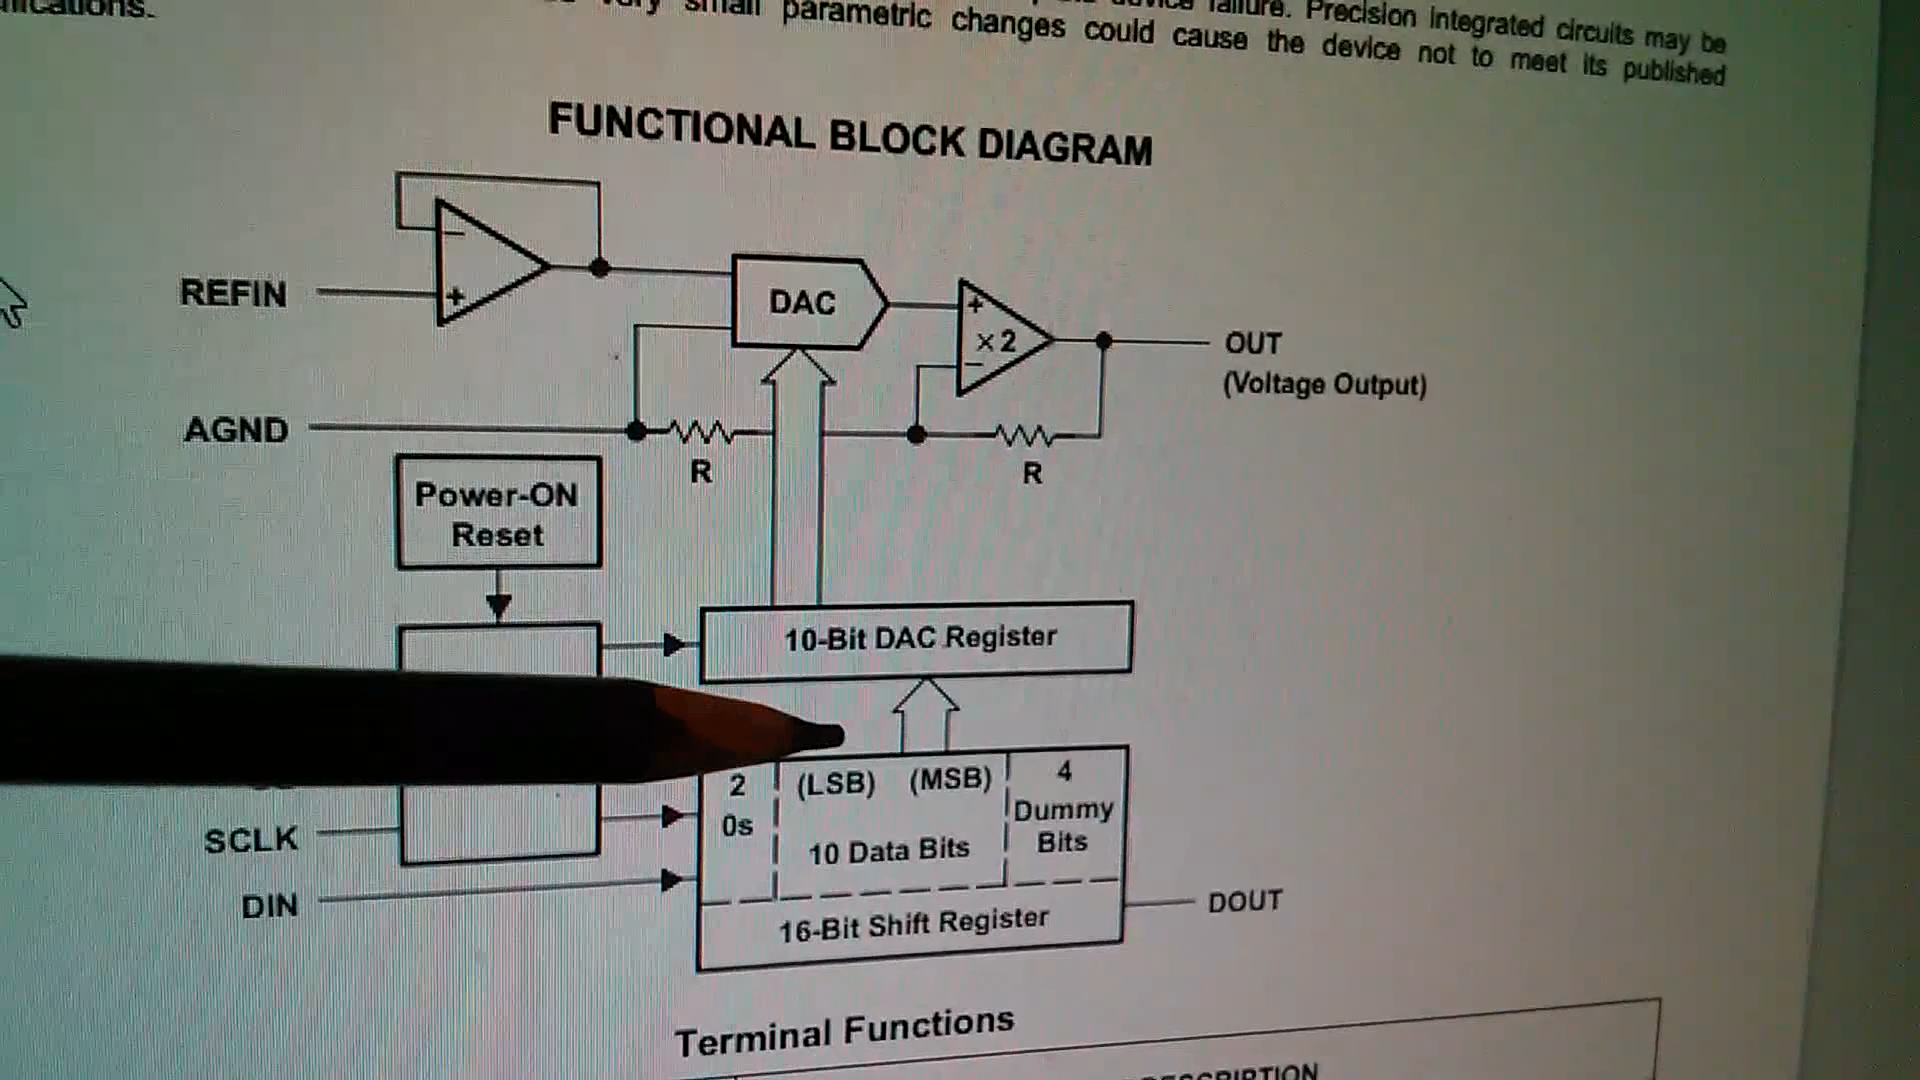 small parametric changes could cause the device not to meet its published
failure. Precision integrated circuits may be
FUNCTIONAL BLOCK DIAGRAM
REFIN
−
+
DAC
+
×2
−
OUT
(Voltage Output)
AGND
R
R
Power-ON
Reset
10-Bit DAC Register
2
0s
(LSB) (MSB)
10 Data Bits
4
Dummy
Bits
SCLK
DIN
16-Bit Shift Register
DOUT
Terminal Functions